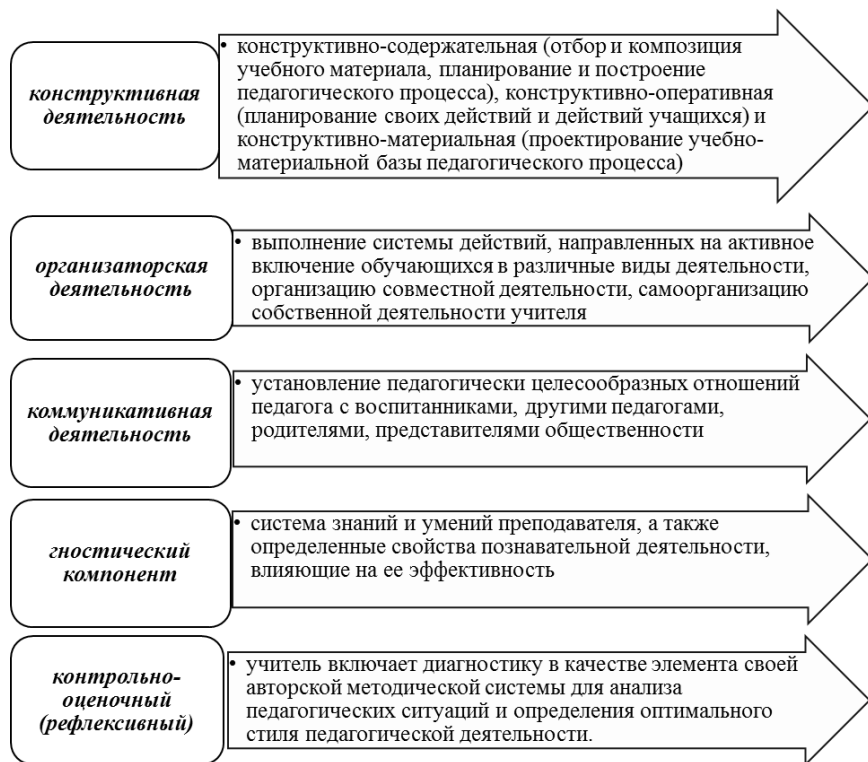 конструктивная
деятельность
• конструктивно-содержательная (отбор и композиция
учебного материала, планирование и построение
педагогического процесса), конструктивно-оперативная
(планирование своих действий и действий учащихся) и
конструктивно-материальная (проектирование учебно-
материальной базы педагогического процесса)
организаторская
деятельность
• выполнение системы действий, направленных на активное
включение обучающихся в различные виды деятельности,
организацию совместной деятельности, самоорганизацию
собственной деятельности учителя
коммуникативная
деятельность
• установление педагогически целесообразных отношений
педагога с воспитанниками, другими педагогами,
родителями, представителями общественности
гностический
компонент
• система знаний и умений преподавателя, а также
определенные свойства познавательной деятельности,
влияющие на ее эффективность
контрольно-
оценочный
(рефлексивный)
• учитель включает диагностику в качестве элемента своей
авторской методической системы для анализа
педагогических ситуаций и определения оптимального
стиля педагогической деятельности.